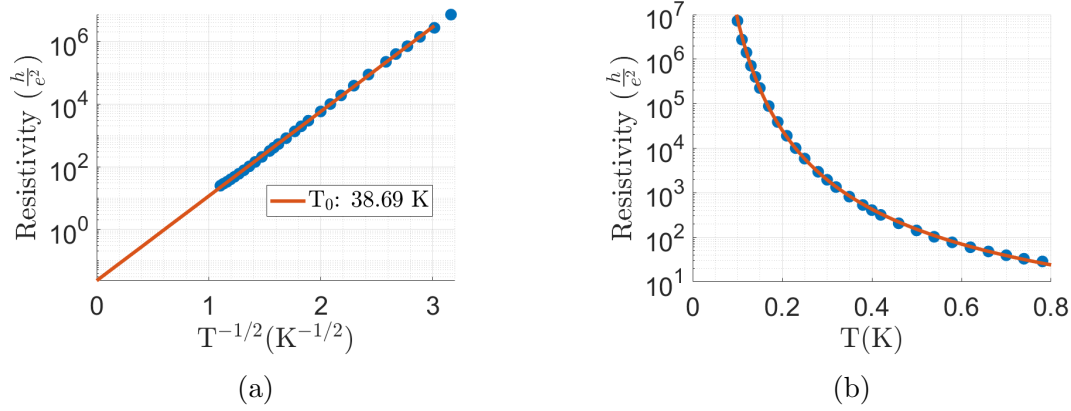 10^6
10^4
10^2
10^0
Resistivity (h/e^2)
T_0: 38.69 K
0 1 2 3
T^{-1/2}(K^{-1/2})
(a)
10^7
10^6
10^5
10^4
10^3
10^2
10^1
Resistivity (h/e^2)
0 0.2 0.4 0.6 0.8
T(K)
(b)